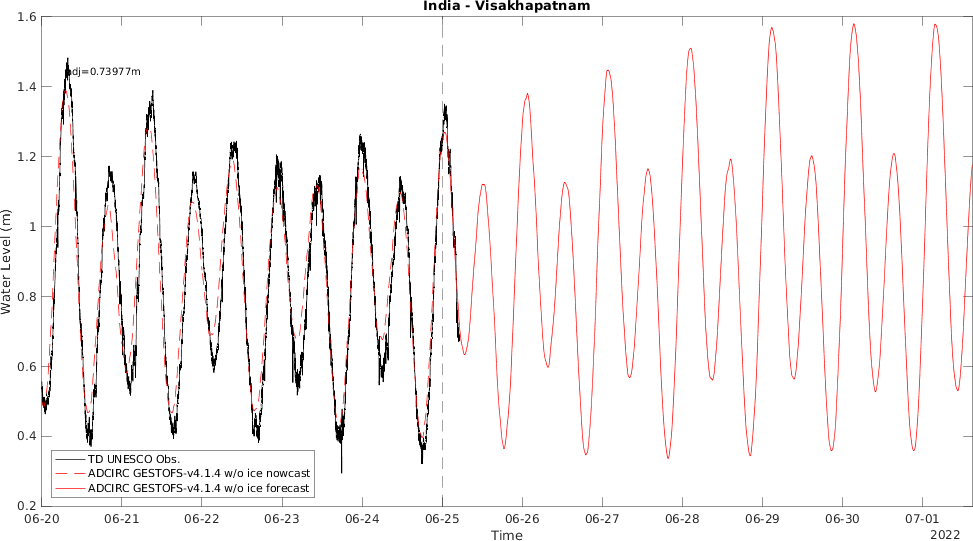 India - Visakhapatnam
adj=0.73977m
1.6
1.4
1.2
1
0.8
0.6
0.4
0.2
Water Level (m)
TD UNESCO Obs.
ADCIRC GESTOFS-v4.1.4 w/o ice nowcast
ADCIRC GESTOFS-v4.1.4 w/o ice forecast
06-20 06-21 06-22 06-23 06-24 06-25 06-26 06-27 06-28 06-29 06-30 07-01
Time
2022